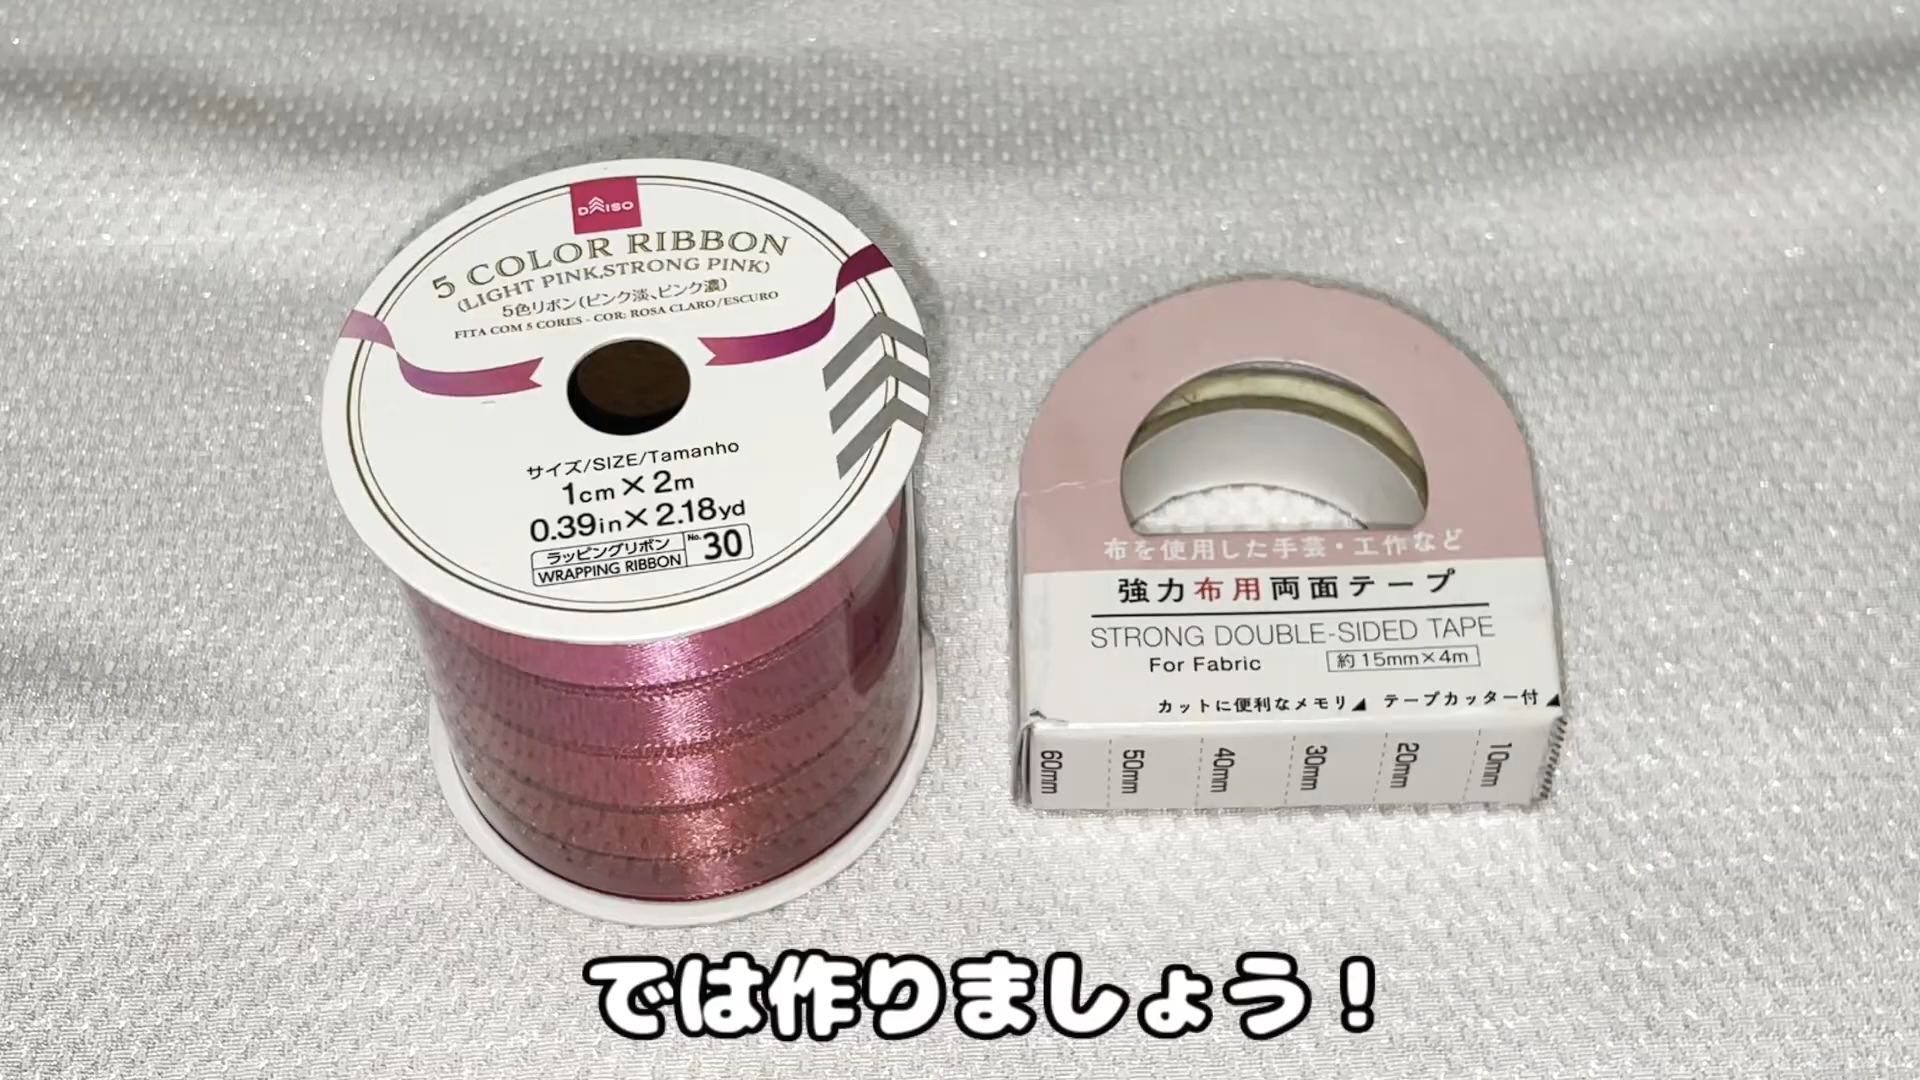 DAISO
5 COLOR RIBBON
(LIGHT PINK,STRONG PINK)
5色リボン(ピンク淡、ピンク濃)
FITA COM 5 CORES - COR: ROSA CLARO/ESCURO
サイズ/SIZE/Tamanho
1cm×2m
0.39in×2.18yd
ラッピングリボン
WRAPPING RIBBON
No. 30
布を使用した手芸・工作など
強力布用両面テープ
STRONG DOUBLE-SIDED TAPE
For Fabric 約15mm×4m
カットに便利なメモリ◢ テープカッター付◢
60mm 50mm 40mm 30mm 20mm 10mm
では作りましょう！